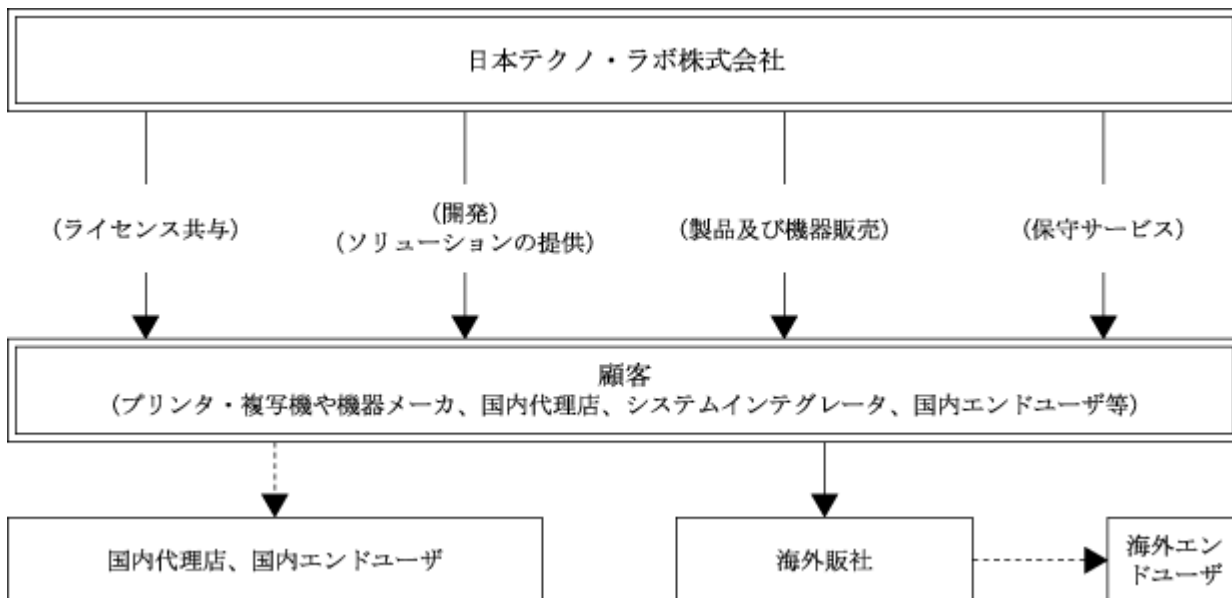 日本テクノ・ラボ株式会社
（ライセンス共与）
（開発）
（ソリューションの提供）
（製品及び機器販売）
（保守サービス）
顧客
（プリンタ・複写機や機器メーカ、国内代理店、システムインテグレータ、国内エンドユーザ等）
国内代理店、国内エンドユーザ
海外販社
海外エン
ドユーザ